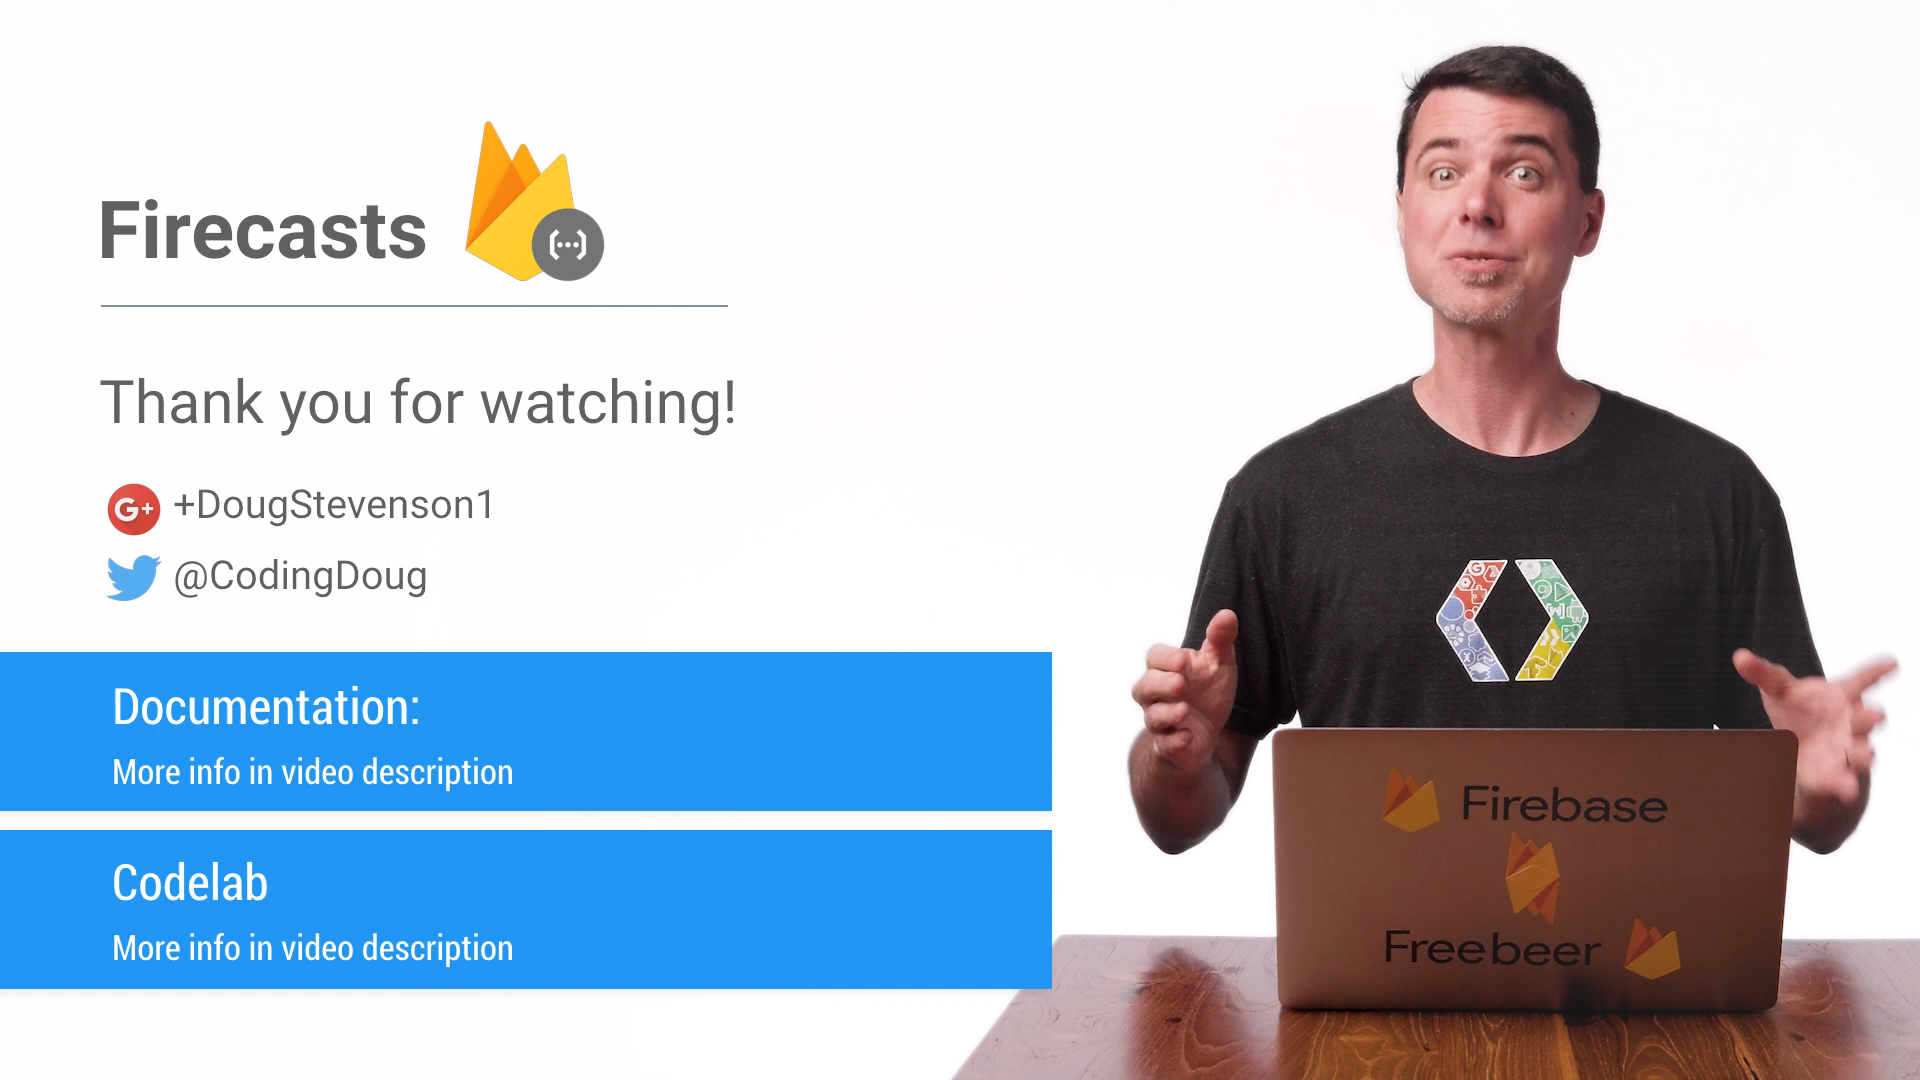 Firecasts
Thank you for watching!
G+ +DougStevenson1
@CodingDoug
Documentation:
More info in video description
Codelab
More info in video description
Firebase
Freebeer